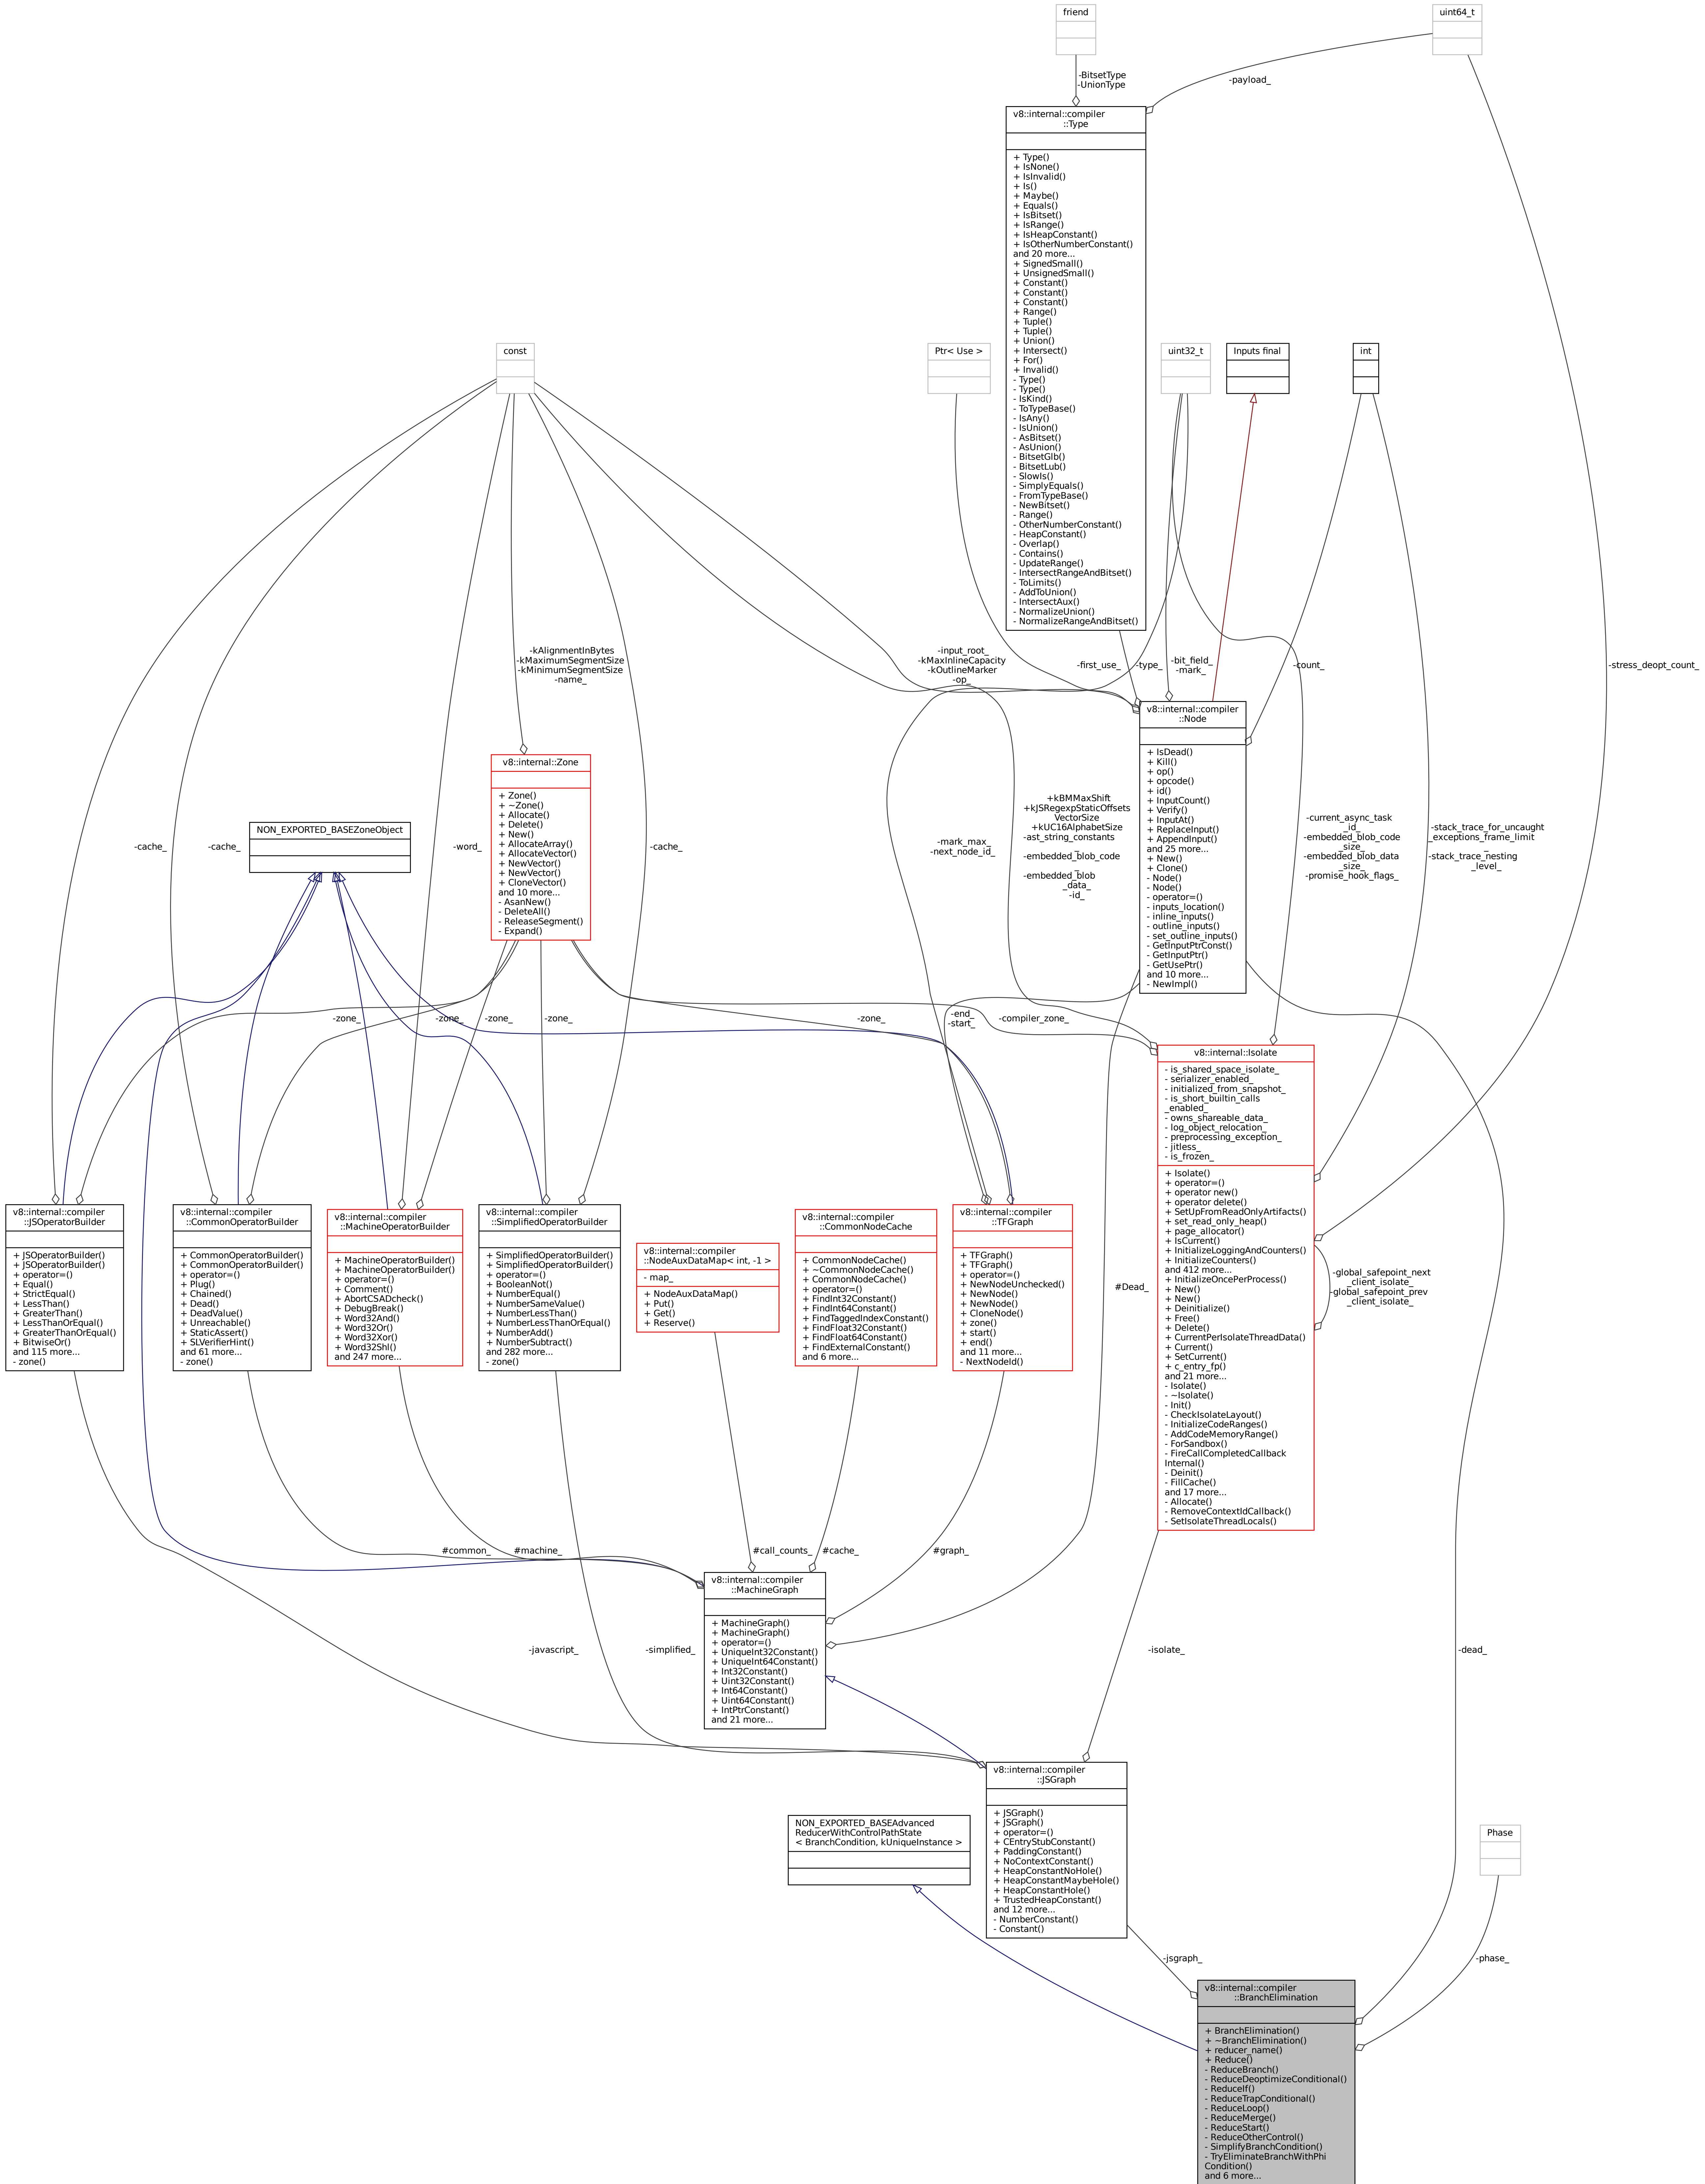 friend
uint64_t
-BitsetType
-UnionType
-payload_
v8::internal::compiler
::Type
+ Type()
+ IsNone()
+ IsInvalid()
+ Is()
+ Maybe()
+ Equals()
+ IsBitset()
+ IsRange()
+ IsHeapConstant()
+ IsOtherNumberConstant()
and 20 more...
+ SignedSmall()
+ UnsignedSmall()
+ Constant()
+ Constant()
+ Constant()
+ Range()
+ Tuple()
+ Tuple()
+ Union()
+ Intersect()
+ For()
+ Invalid()
- Type()
- Type()
- IsKind()
- ToTypeBase()
- IsAny()
- IsUnion()
- AsBitset()
- AsUnion()
- BitsetGlb()
- BitsetLub()
- SlowIs()
- SimplyEquals()
- FromTypeBase()
- NewBitset()
- Range()
- OtherNumberConstant()
- HeapConstant()
- Overlap()
- Contains()
- UpdateRange()
- IntersectRangeAndBitset()
- ToLimits()
- AddToUnion()
- IntersectAux()
- NormalizeUnion()
- NormalizeRangeAndBitset()
const
Ptr< Use >
uint32_t
Inputs final
int
-kAlignmentInBytes
-kMaximumSegmentSize
-kMinimumSegmentSize
-name_
-input_root_
-kMaxInlineCapacity
-kOutlineMarker
-op_
-first_use_
-type_
-bit_field_
-mark_
-count_
-stress_deopt_count_
v8::internal::compiler
::Node
+ IsDead()
+ Kill()
+ op()
+ opcode()
+ id()
+ InputCount()
+ Verify()
+ InputAt()
+ ReplaceInput()
+ AppendInput()
and 25 more...
+ New()
+ Clone()
- Node()
- Node()
- operator=()
- inputs_location()
- inline_inputs()
- outline_inputs()
- set_outline_inputs()
- GetInputPtrConst()
- GetInputPtr()
- GetUsePtr()
and 10 more...
- NewImpl()
v8::internal::Zone
+ Zone()
+ ~Zone()
+ Allocate()
+ Delete()
+ New()
+ AllocateArray()
+ AllocateVector()
+ NewVector()
+ NewVector()
+ CloneVector()
and 10 more...
- AsanNew()
- DeleteAll()
- ReleaseSegment()
- Expand()
NON_EXPORTED_BASEZoneObject
-cache_
-cache_
-word_
-cache_
-mark_max_
-next_node_id_
+kBMMaxShift
+kJSRegexpStaticOffsets
VectorSize
+kUC16AlphabetSize
-ast_string_constants
_
-embedded_blob_code
_
-embedded_blob
_data_
-id_
-current_async_task
_id_
-embedded_blob_code
_size_
-embedded_blob_data
_size_
-promise_hook_flags_
-stack_trace_for_uncaught
_exceptions_frame_limit
_
-stack_trace_nesting
_level_
-zone_
-zone_
-zone_
-zone_
-zone_
-end_
-start_
-compiler_zone_
v8::internal::Isolate
- is_shared_space_isolate_
- serializer_enabled_
- initialized_from_snapshot_
- is_short_builtin_calls
_enabled_
- owns_shareable_data_
- log_object_relocation_
- preprocessing_exception_
- jitless_
- is_frozen_
+ Isolate()
+ operator=()
+ operator new()
+ operator delete()
+ SetUpFromReadOnlyArtifacts()
+ set_read_only_heap()
+ page_allocator()
+ IsCurrent()
+ InitializeLoggingAndCounters()
+ InitializeCounters()
and 412 more...
+ InitializeOncePerProcess()
+ New()
+ New()
+ Deinitialize()
+ Free()
+ Delete()
+ CurrentPerIsolateThreadData()
+ Current()
+ SetCurrent()
+ c_entry_fp()
and 21 more...
- Isolate()
- ~Isolate()
- Init()
- CheckIsolateLayout()
- InitializeCodeRanges()
- AddCodeMemoryRange()
- ForSandbox()
- FireCallCompletedCallback
Internal()
- Deinit()
- FillCache()
and 17 more...
- Allocate()
- RemoveContextIdCallback()
- SetIsolateThreadLocals()
-global_safepoint_next
_client_isolate_
-global_safepoint_prev
_client_isolate_
v8::internal::compiler
::JSOperatorBuilder
+ JSOperatorBuilder()
+ JSOperatorBuilder()
+ operator=()
+ Equal()
+ StrictEqual()
+ LessThan()
+ GreaterThan()
+ LessThanOrEqual()
+ GreaterThanOrEqual()
+ BitwiseOr()
and 115 more...
- zone()
v8::internal::compiler
::CommonOperatorBuilder
+ CommonOperatorBuilder()
+ CommonOperatorBuilder()
+ operator=()
+ Plug()
+ Chained()
+ Dead()
+ DeadValue()
+ Unreachable()
+ StaticAssert()
+ SLVerifierHint()
and 61 more...
- zone()
v8::internal::compiler
::MachineOperatorBuilder
+ MachineOperatorBuilder()
+ MachineOperatorBuilder()
+ operator=()
+ Comment()
+ AbortCSADcheck()
+ DebugBreak()
+ Word32And()
+ Word32Or()
+ Word32Xor()
+ Word32Shl()
and 247 more...
v8::internal::compiler
::SimplifiedOperatorBuilder
+ SimplifiedOperatorBuilder()
+ SimplifiedOperatorBuilder()
+ operator=()
+ BooleanNot()
+ NumberEqual()
+ NumberSameValue()
+ NumberLessThan()
+ NumberLessThanOrEqual()
+ NumberAdd()
+ NumberSubtract()
and 282 more...
- zone()
v8::internal::compiler
::NodeAuxDataMap< int, -1 >
- map_
+ NodeAuxDataMap()
+ Put()
+ Get()
+ Reserve()
v8::internal::compiler
::CommonNodeCache
+ CommonNodeCache()
+ ~CommonNodeCache()
+ CommonNodeCache()
+ operator=()
+ FindInt32Constant()
+ FindInt64Constant()
+ FindTaggedIndexConstant()
+ FindFloat32Constant()
+ FindFloat64Constant()
+ FindExternalConstant()
and 6 more...
v8::internal::compiler
::TFGraph
+ TFGraph()
+ TFGraph()
+ operator=()
+ NewNodeUnchecked()
+ NewNode()
+ NewNode()
+ CloneNode()
+ zone()
+ start()
+ end()
and 11 more...
- NextNodeId()
#Dead_
#common_
#machine_
#call_counts_
#cache_
#graph_
v8::internal::compiler
::MachineGraph
+ MachineGraph()
+ MachineGraph()
+ operator=()
+ UniqueInt32Constant()
+ UniqueInt64Constant()
+ Int32Constant()
+ Uint32Constant()
+ Int64Constant()
+ Uint64Constant()
+ IntPtrConstant()
and 21 more...
-javascript_
-simplified_
-isolate_
-dead_
v8::internal::compiler
::JSGraph
+ JSGraph()
+ JSGraph()
+ operator=()
+ CEntryStubConstant()
+ PaddingConstant()
+ NoContextConstant()
+ HeapConstantNoHole()
+ HeapConstantMaybeHole()
+ HeapConstantHole()
+ TrustedHeapConstant()
and 12 more...
- NumberConstant()
- Constant()
NON_EXPORTED_BASEAdvanced
ReducerWithControlPathState
< BranchCondition, kUniqueInstance >
Phase
-jsgraph_
-phase_
v8::internal::compiler
::BranchElimination
+ BranchElimination()
+ ~BranchElimination()
+ reducer_name()
+ Reduce()
- ReduceBranch()
- ReduceDeoptimizeConditional()
- ReduceIf()
- ReduceTrapConditional()
- ReduceLoop()
- ReduceMerge()
- ReduceStart()
- ReduceOtherControl()
- SimplifyBranchCondition()
- TryEliminateBranchWithPhi
Condition()
and 6 more...